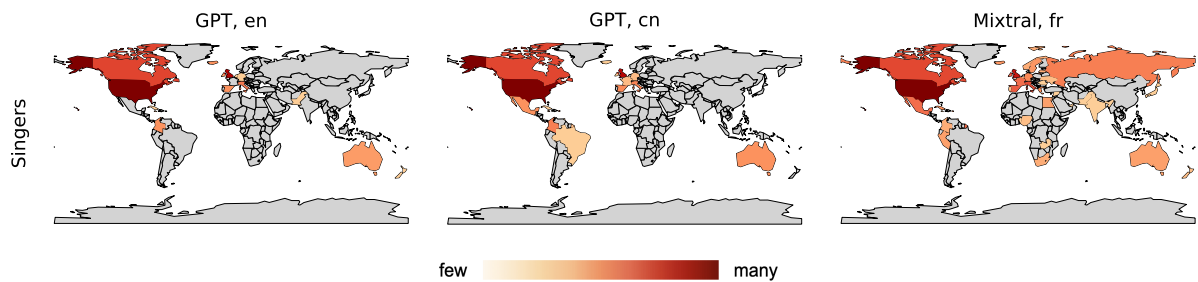 GPT, en
GPT, cn
Mixtral, fr
Singers
few
many